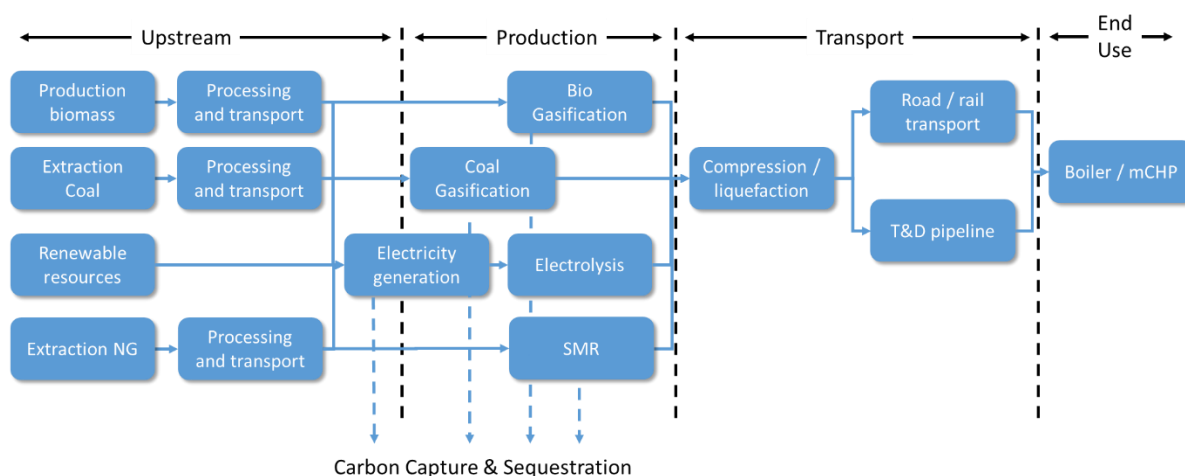 Upstream
Production
Transport
End
Use
Production
biomass
Processing
and transport
Bio
Gasification
Road / rail
transport
Extraction
Coal
Processing
and transport
Coal
Gasification
Compression /
liquefaction
Boiler / mCHP
Renewable
resources
Electricity
generation
Electrolysis
T&D pipeline
Extraction NG
Processing
and transport
SMR
Carbon Capture & Sequestration